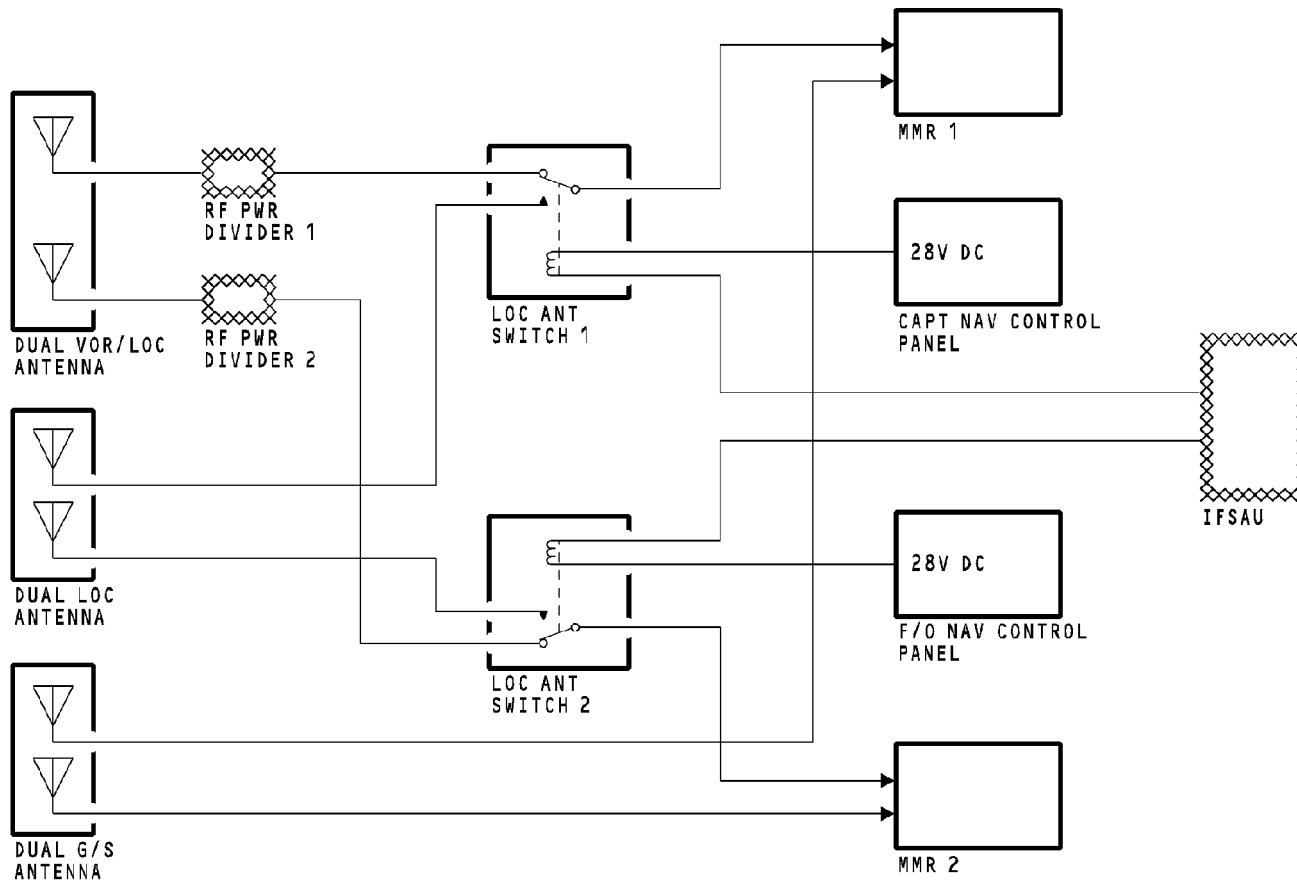 MMR 1
RF PWR
DIVIDER 1
28V DC
CAPT NAV CONTROL
PANEL
LOC ANT
SWITCH 1
DUAL VOR/LOC
ANTENNA
RF PWR
DIVIDER 2
IFSAU
28V DC
F/O NAV CONTROL
PANEL
DUAL LOC
ANTENNA
LOC ANT
SWITCH 2
DUAL G/S
ANTENNA
MMR 2